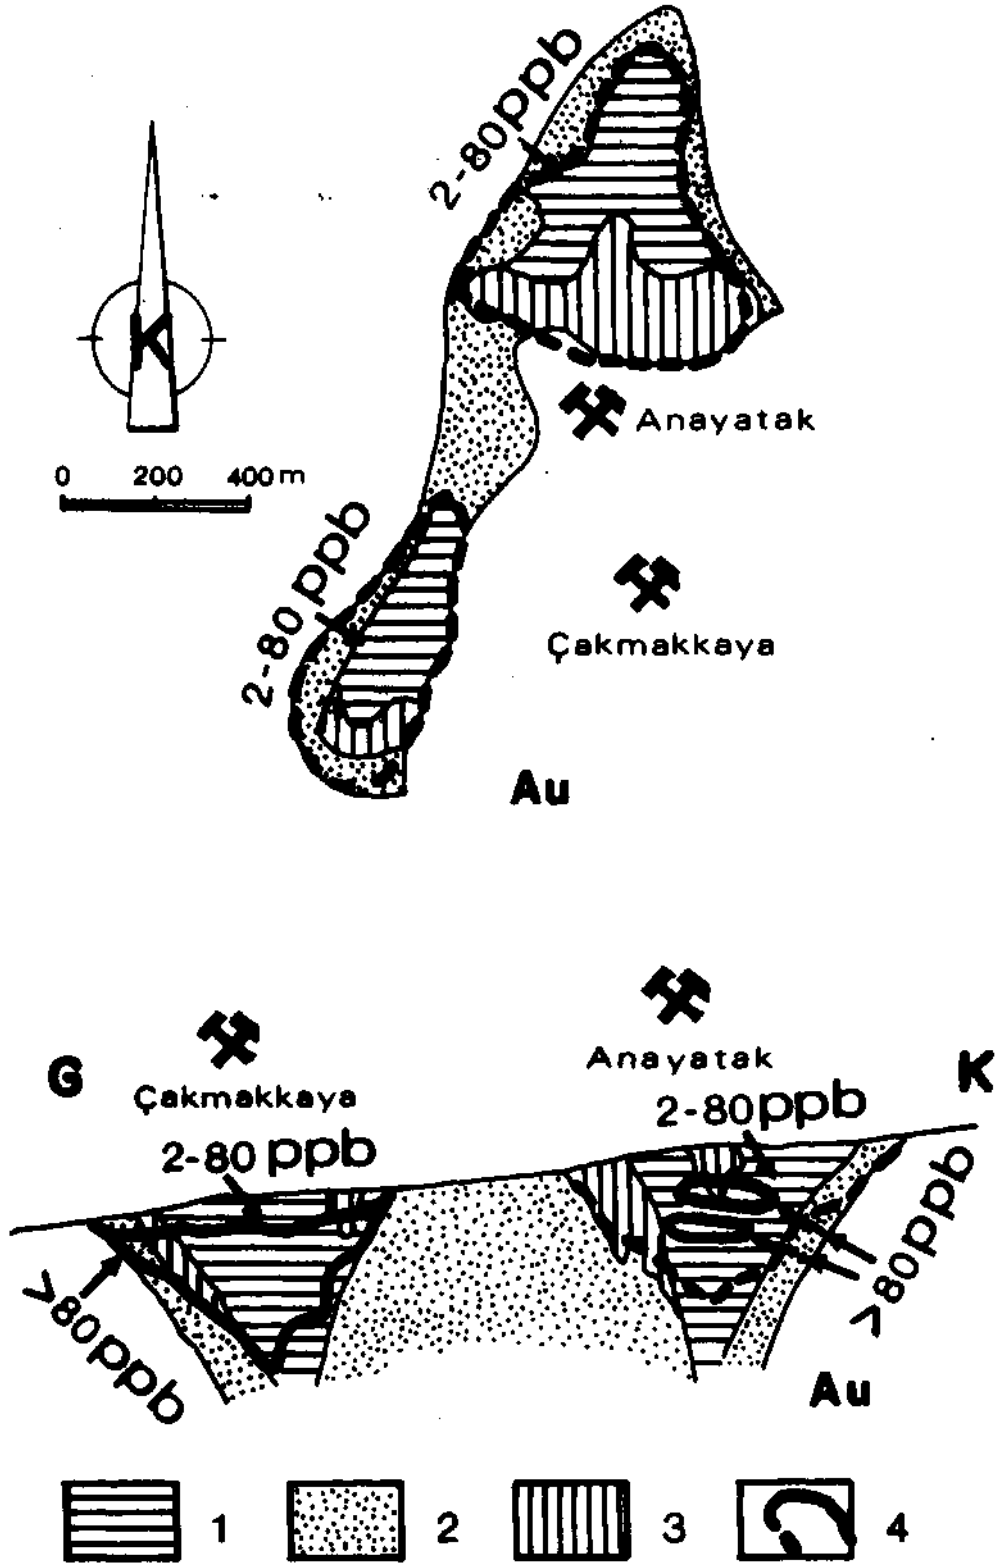 2-80ppb
K
0 200 400m
Anayatak
2-80 ppb
Çakmakkaya
Au
G
Çakmakkaya
Anayatak
K
2-80 ppb
2-80ppb
>80ppb
>80ppb
Au
1 2 3 4